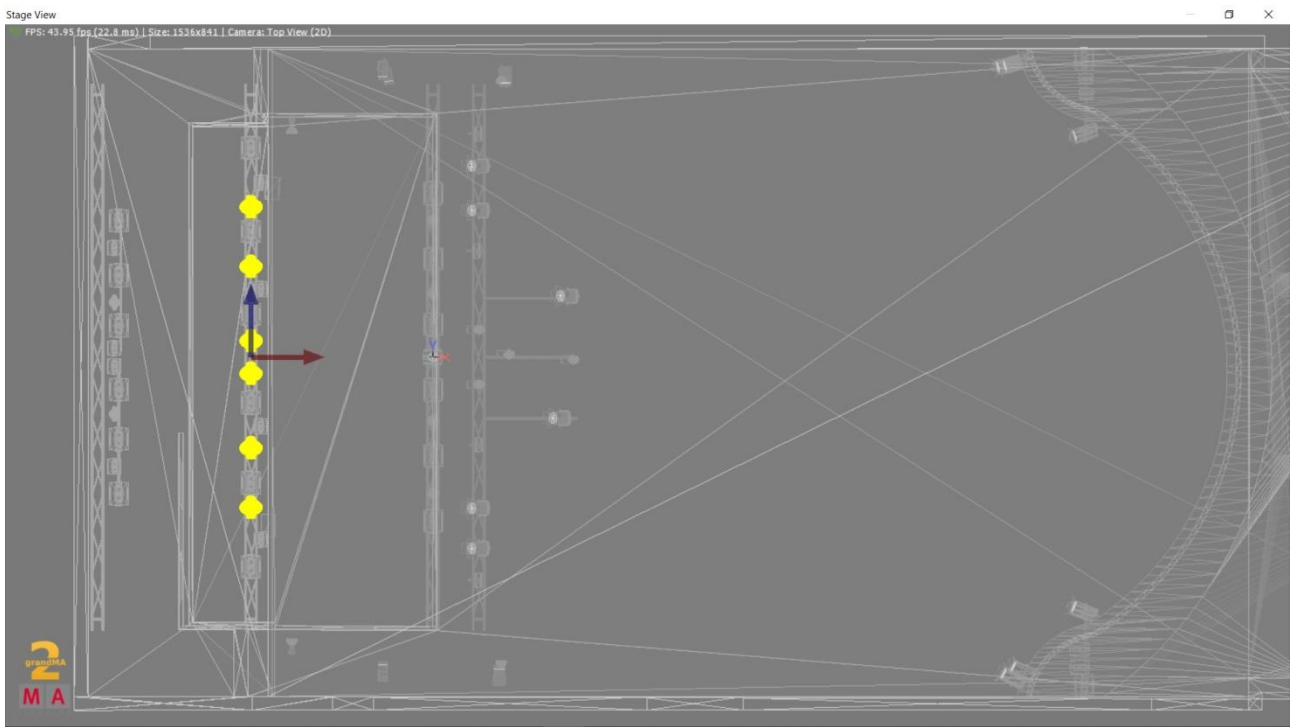 Stage View
FPS: 43.95 fps (22.8 ms) | Size: 1536x841 | Camera: Top View (2D)
Y
X
2
grandMA
M A